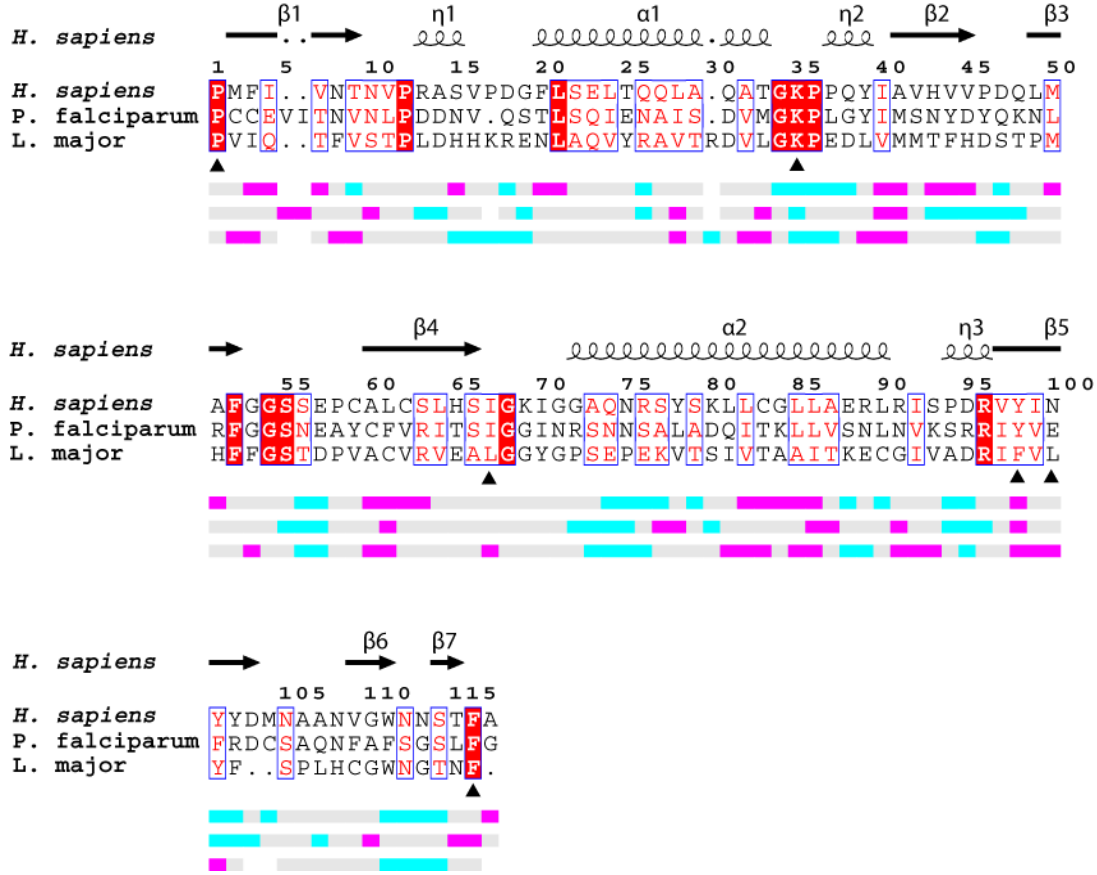 β1 η1 α1 η2 β2 β3
H. sapiens . . .
1 5 10 15 20 25 30 35 40 45 50
H. sapiens PMFI..VNTNVPRASVPDGFLSELTQQLA.QATGKPPQYIAVHVVPDQLM
P. falciparum PCCEVITNVNLPDDNV.QSTLSQIENAIS.DVMGKPLGYIMSNYDYQKNL
L. major PVIQ..TFVSTPLDHHKRENLAQVYRAVTRDVLGKPEDLVMMTFHDSTPM
β4 α2 η3 β5
H. sapiens
55 60 65 70 75 80 85 90 95 100
H. sapiens AFGGSSEPCALCSLHSIGKIGGAQNRSYSKLLCGLLAERLRISPDRVYIN
P. falciparum RFGGSNEAYCFVRITSIGGINRSNNSALADQITKLLVSNLNVKSRRIYVE
L. major HFFGSTDPVACVRVEALGGYGPSEPEKVTSIVTAAITKECGIVADRIFVL
β6 β7
H. sapiens
105 110 115
H. sapiens YYDMNAANVGWNNSTFA
P. falciparum FRDCSAQNFAFSGSLFG
L. major YF..SPLHCGWNGTNF.